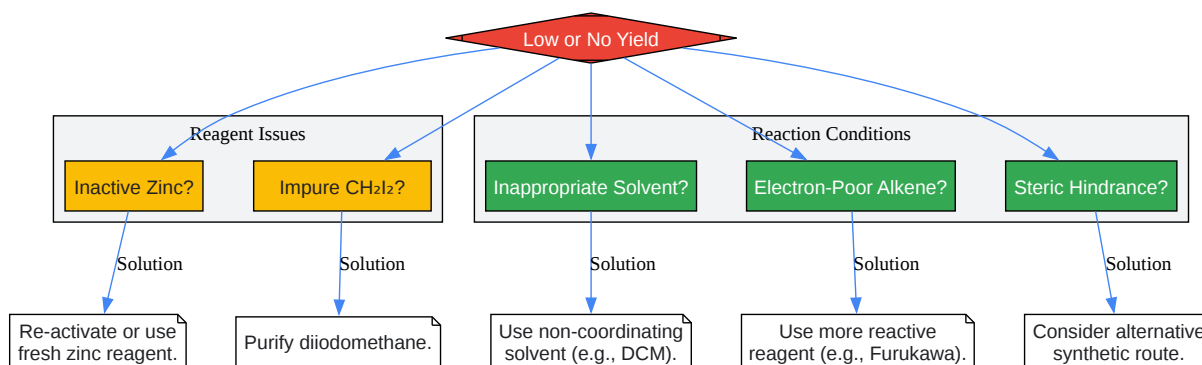 Low or No Yield
Reagent Issues
Reaction Conditions
Inactive Zinc?
Impure CH₂I₂?
Inappropriate Solvent?
Electron-Poor Alkene?
Steric Hindrance?
Solution
Solution
Solution
Solution
Solution
Re-activate or use
fresh zinc reagent.
Purify diiodomethane.
Use non-coordinating
solvent (e.g., DCM).
Use more reactive
reagent (e.g., Furukawa).
Consider alternative
synthetic route.